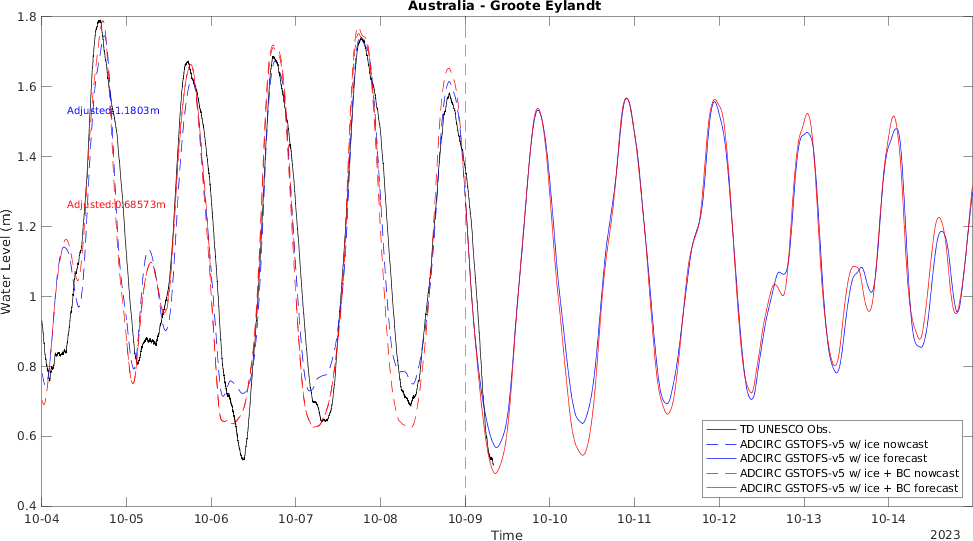 Australia - Groote Eylandt
1.8
1.6
1.4
1.2
1
0.8
0.6
0.4
Water Level (m)
Adjusted:1.1803m
Adjusted:0.68573m
TD UNESCO Obs.
ADCIRC GSTOFS-v5 w/ ice nowcast
ADCIRC GSTOFS-v5 w/ ice forecast
ADCIRC GSTOFS-v5 w/ ice + BC nowcast
ADCIRC GSTOFS-v5 w/ ice + BC forecast
10-04 10-05 10-06 10-07 10-08 10-09 10-10 10-11 10-12 10-13 10-14
Time
2023